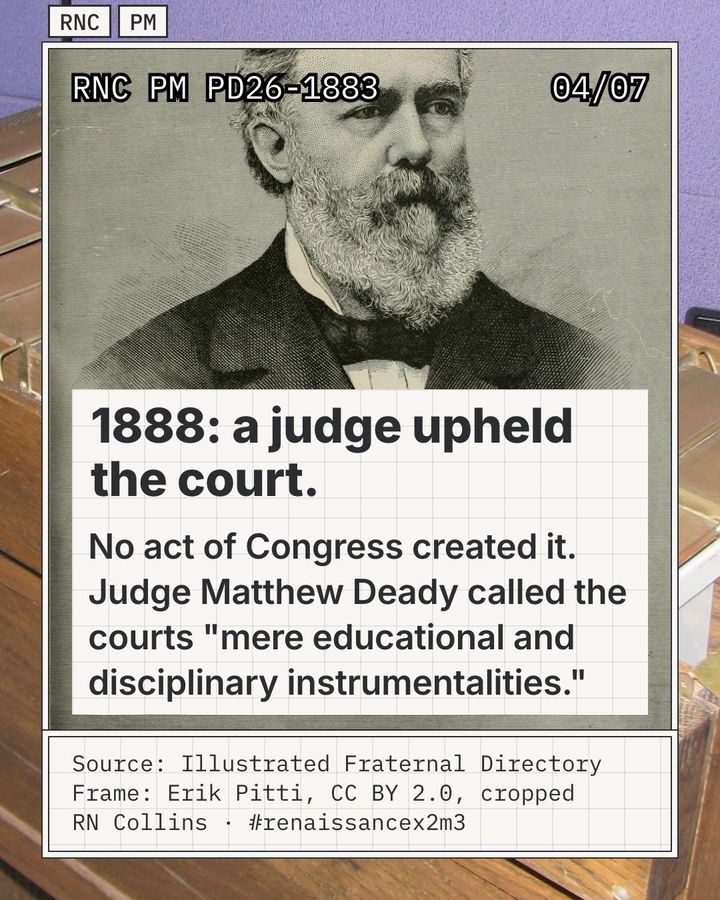 RNC PM
RNC PM PD26-1883 04/07
1888: a judge upheld
the court.
No act of Congress created it.
Judge Matthew Deady called the
courts "mere educational and
disciplinary instrumentalities."
Source: Illustrated Fraternal Directory
Frame: Erik Pitti, CC BY 2.0, cropped
RN Collins · #renaissancex2m3